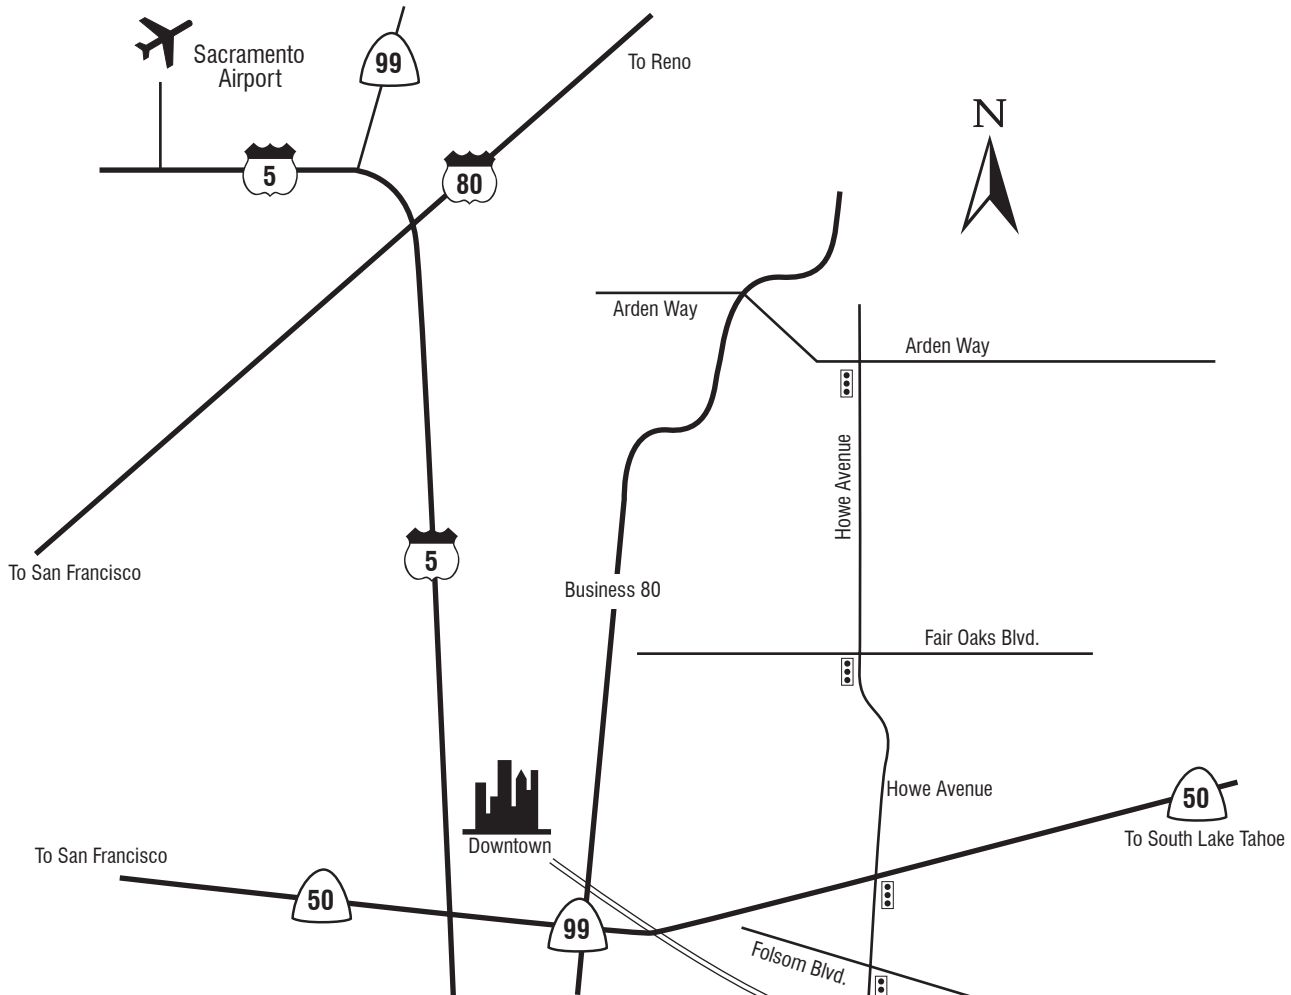 Sacramento
Airport
99
To Reno
N
5
80
Arden Way
Arden Way
Howe Avenue
5
To San Francisco
Business 80
Fair Oaks Blvd.
Howe Avenue
50
To South Lake Tahoe
Downtown
To San Francisco
50
99
Folsom Blvd.